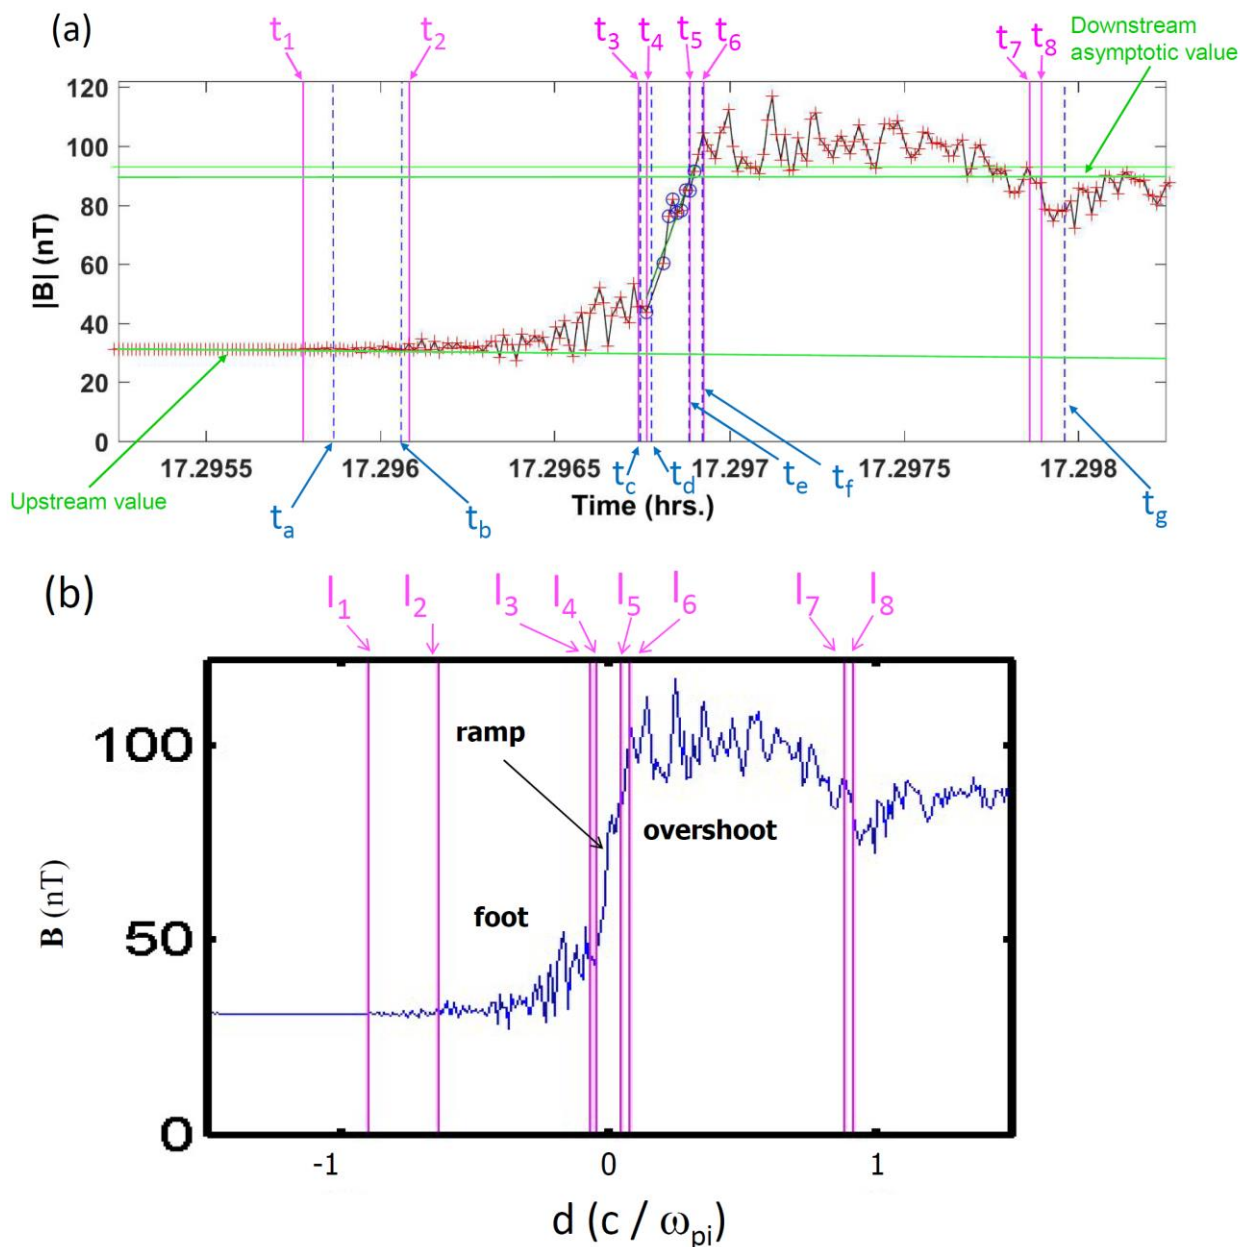 (a)
t1 t2 t3 t4 t5 t6 t7 t8
Downstream
asymptotic value
|B| (nT)
120
100
80
60
40
20
0
17.2955 17.296 17.2965 17.297 17.2975 17.298
Time (hrs.)
Upstream value
ta tb tc td te tf tg
(b)
l1 l2 l3 l4 l5 l6 l7 l8
ramp
overshoot
foot
B (nT)
100
50
0
-1 0 1
d (c / ωpi)